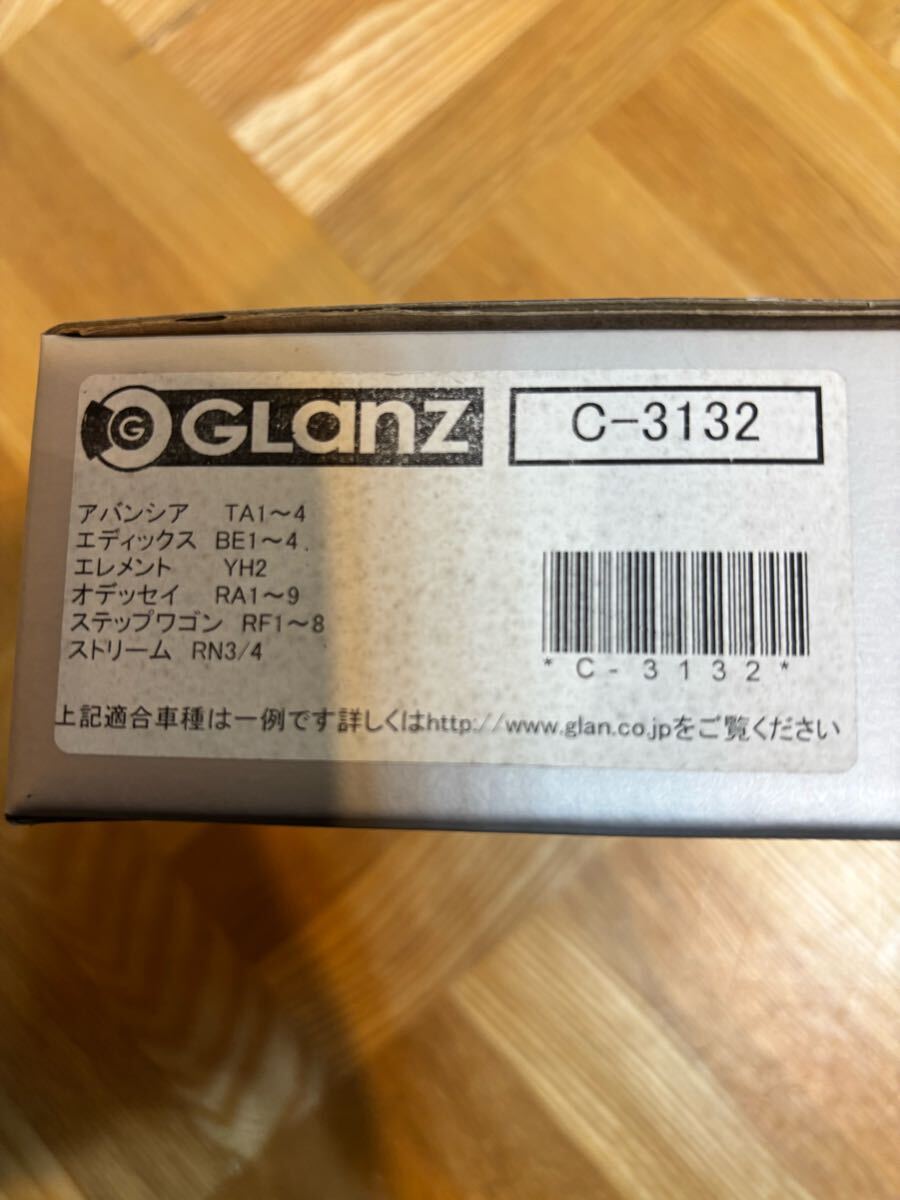 G GLanz
C-3132
アバンシア TA1～4
エディックス BE1～4
エレメント YH2
オデッセイ RA1～9
ステップワゴン RF1～8
ストリーム RN3/4
*C-3132*
上記適合車種は一例です詳しくはhttp://www.glan.co.jpをご覧ください